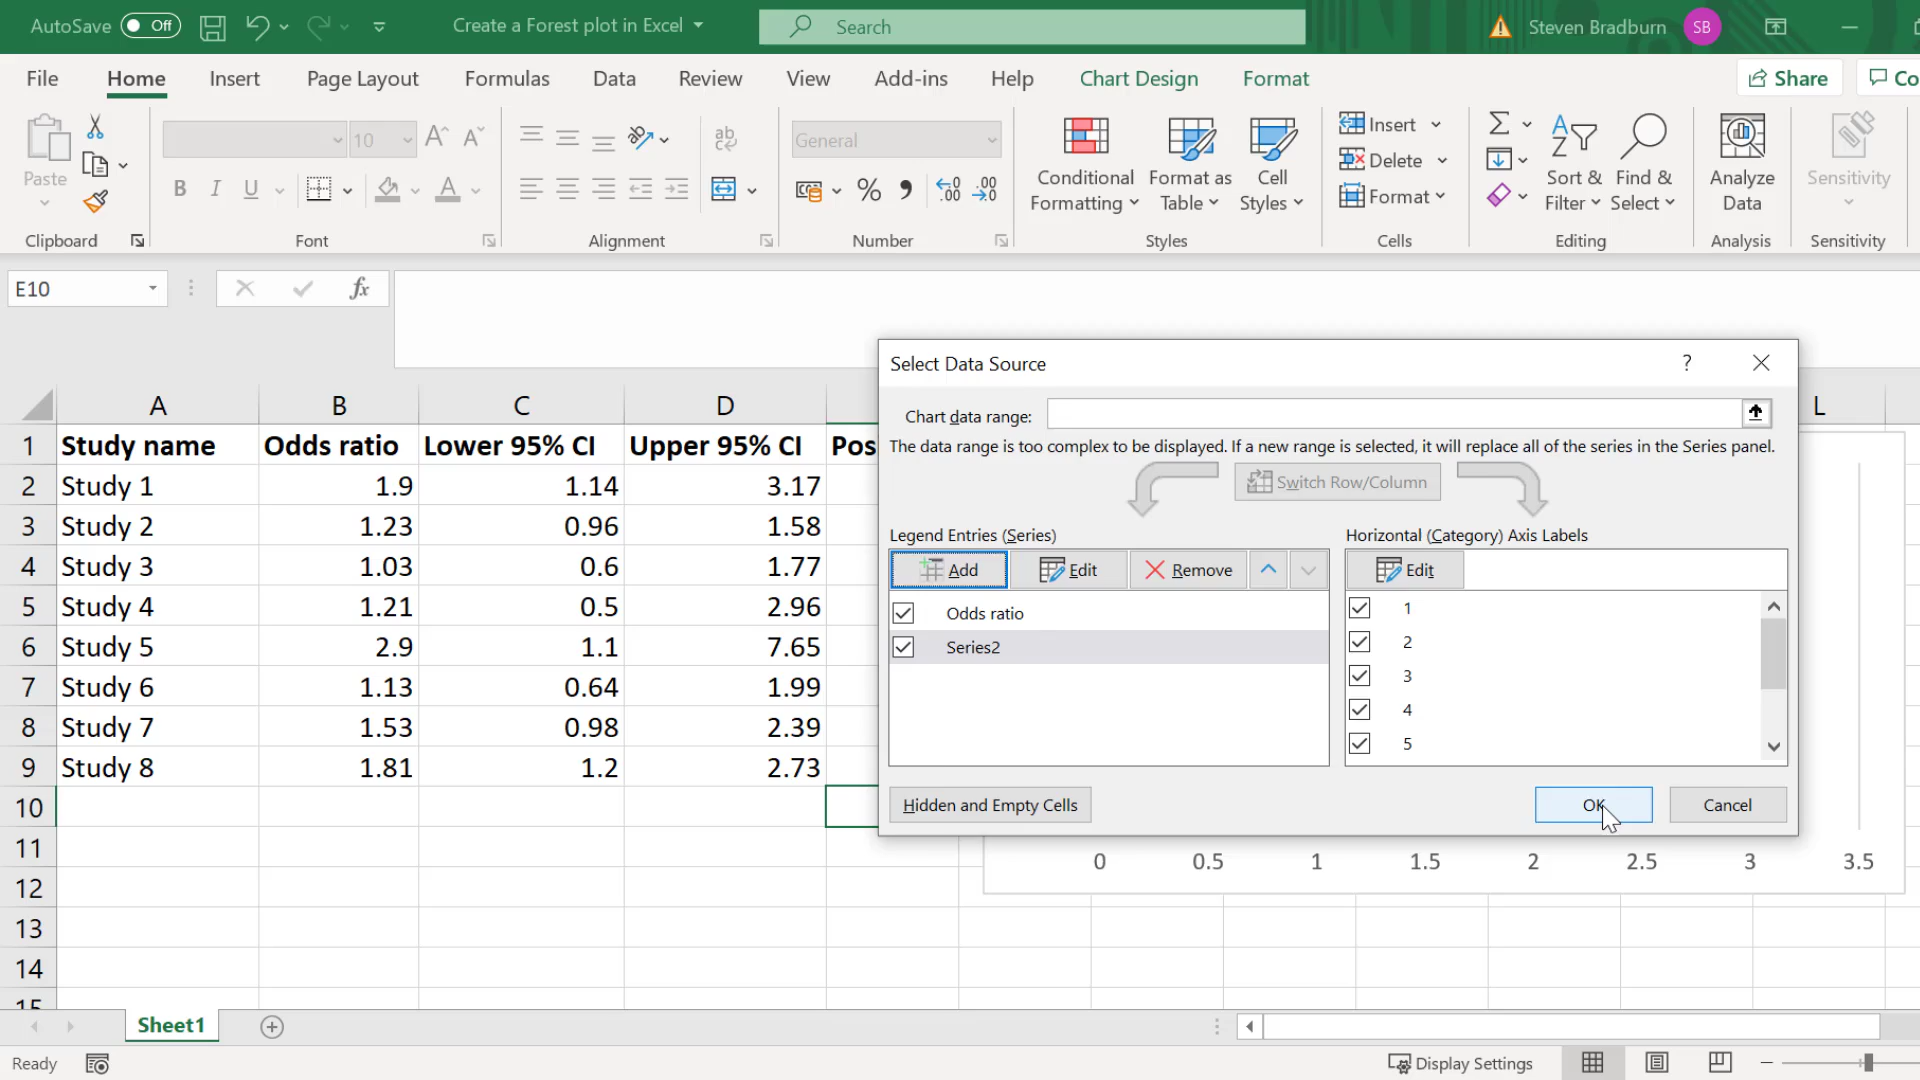 AutoSave Off Create a Forest plot in Excel Search Steven Bradburn SB
File Home Insert Page Layout Formulas Data Review View Add-ins Help Chart Design Format Share Co
Paste
10
General
Conditional Formatting
Format as Table
Cell Styles
Insert
Delete
Format
Sort & Filter
Find & Select
Analyze Data
Sensitivity
Clipboard Font Alignment Number Styles Cells Editing Analysis Sensitivity
E10 fx
A B C D L
1 Study name Odds ratio Lower 95% CI Upper 95% CI Pos
2 Study 1 1.9 1.14 3.17
3 Study 2 1.23 0.96 1.58
4 Study 3 1.03 0.6 1.77
5 Study 4 1.21 0.5 2.96
6 Study 5 2.9 1.1 7.65
7 Study 6 1.13 0.64 1.99
8 Study 7 1.53 0.98 2.39
9 Study 8 1.81 1.2 2.73
10
11
12
13
14
15
Select Data Source ?
Chart data range:
The data range is too complex to be displayed. If a new range is selected, it will replace all of the series in the Series panel.
Switch Row/Column
Legend Entries (Series)
Add Edit Remove
Odds ratio
Series2
Horizontal (Category) Axis Labels
Edit
1
2
3
4
5
Hidden and Empty Cells OK Cancel
0 0.5 1 1.5 2 2.5 3 3.5
Sheet1
Ready Display Settings